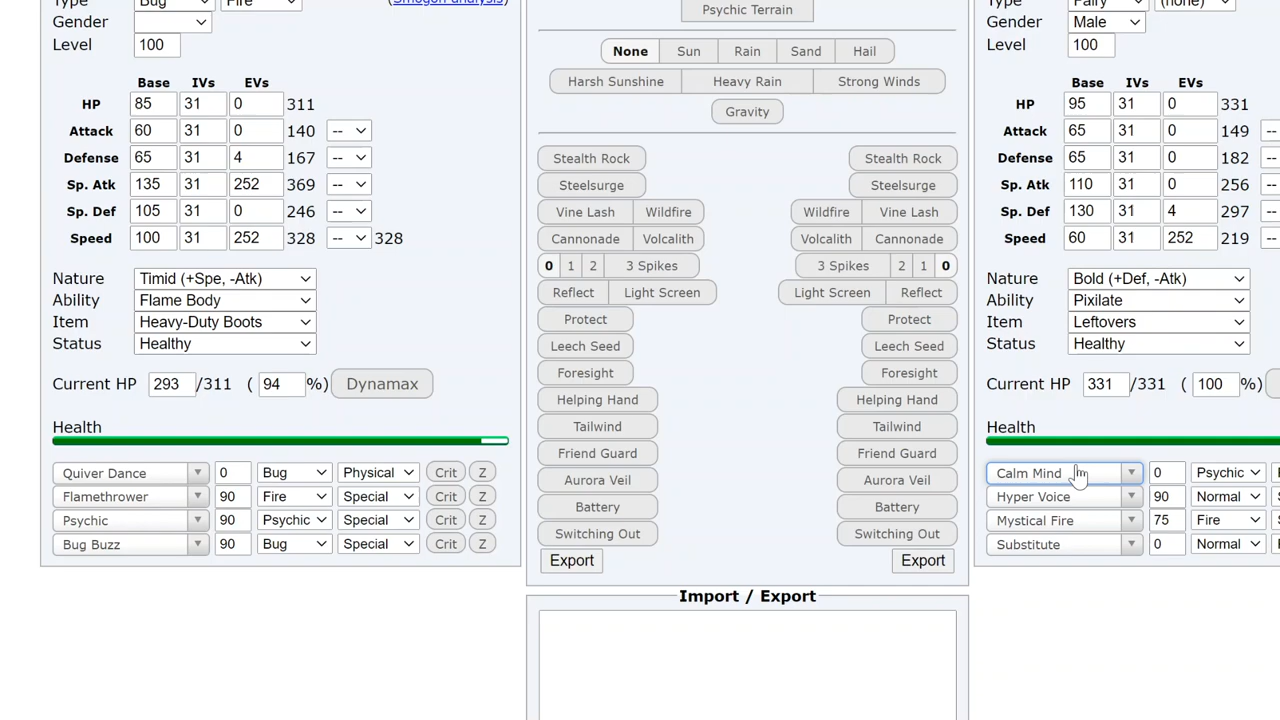 Type Bug Fire (Smogon analysis)
Gender
Level 100
Base IVs EVs
HP 85 31 0 311
Attack 60 31 0 140 --
Defense 65 31 4 167 --
Sp. Atk 135 31 252 369 --
Sp. Def 105 31 0 246 --
Speed 100 31 252 328 -- 328
Nature Timid (+Spe, -Atk)
Ability Flame Body
Item Heavy-Duty Boots
Status Healthy
Current HP 293 /311 ( 94 %) Dynamax
Health
Quiver Dance 0 Bug Physical Crit Z
Flamethrower 90 Fire Special Crit Z
Psychic 90 Psychic Special Crit Z
Bug Buzz 90 Bug Special Crit Z
Psychic Terrain
None Sun Rain Sand Hail
Harsh Sunshine Heavy Rain Strong Winds
Gravity
Stealth Rock Stealth Rock
Steelsurge Steelsurge
Vine Lash Wildfire Wildfire Vine Lash
Cannonade Volcalith Volcalith Cannonade
0 1 2 3 Spikes 3 Spikes 2 1 0
Reflect Light Screen Light Screen Reflect
Protect Protect
Leech Seed Leech Seed
Foresight Foresight
Helping Hand Helping Hand
Tailwind Tailwind
Friend Guard Friend Guard
Aurora Veil Aurora Veil
Battery Battery
Switching Out Switching Out
Export Export
Import / Export
Type Fairy (none)
Gender Male
Level 100
Base IVs EVs
HP 95 31 0 331
Attack 65 31 0 149 --
Defense 65 31 0 182 --
Sp. Atk 110 31 0 256 --
Sp. Def 130 31 4 297 --
Speed 60 31 252 219 --
Nature Bold (+Def, -Atk)
Ability Pixilate
Item Leftovers
Status Healthy
Current HP 331 /331 ( 100 %)
Health
Calm Mind 0 Psychic
Hyper Voice 90 Normal
Mystical Fire 75 Fire
Substitute 0 Normal